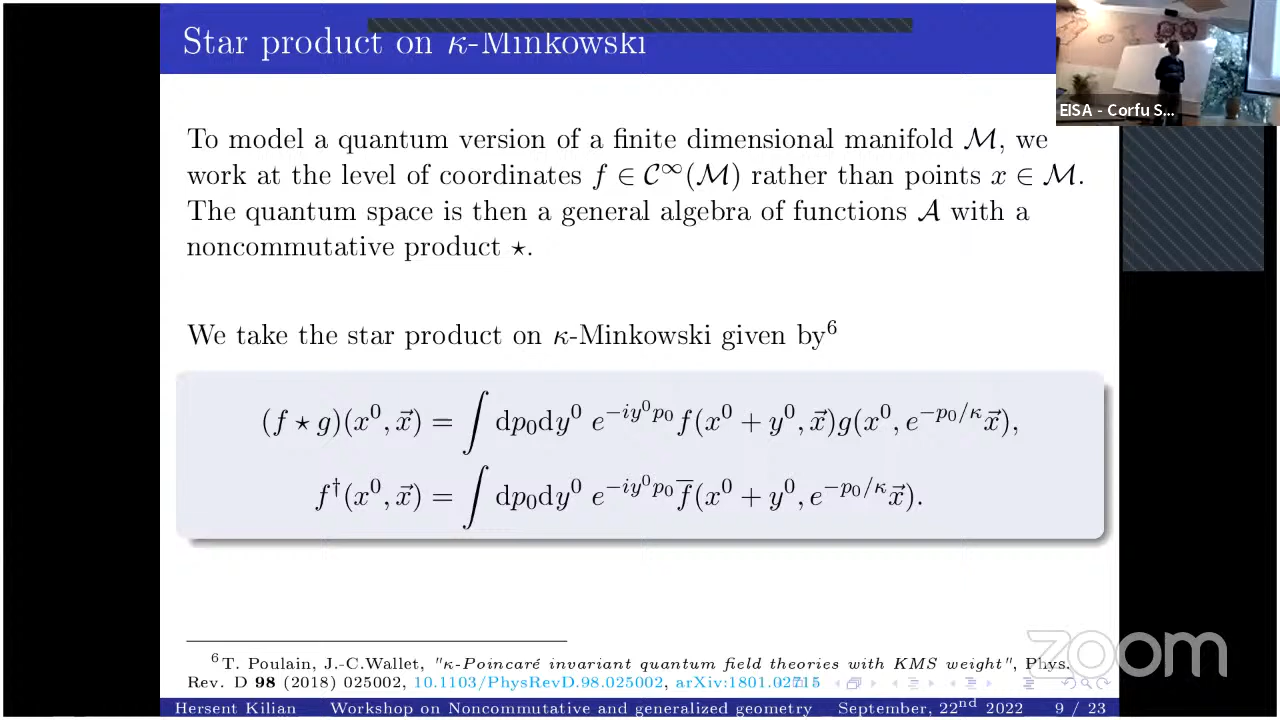 Star product on κ-Minkowski
EISA - Corfu S...
To model a quantum version of a finite dimensional manifold ℳ, we
work at the level of coordinates f ∈ 𝒞^∞(ℳ) rather than points x ∈ ℳ.
The quantum space is then a general algebra of functions 𝒜 with a
noncommutative product ⋆.
We take the star product on κ-Minkowski given by⁶
(f ⋆ g)(x⁰, x⃗) = ∫ dp₀dy⁰ e^{−iy⁰p₀} f(x⁰ + y⁰, x⃗)g(x⁰, e^{−p₀/κ}x⃗),
f†(x⁰, x⃗) = ∫ dp₀dy⁰ e^{−iy⁰p₀} f̅(x⁰ + y⁰, e^{−p₀/κ}x⃗).
⁶T. Poulain, J.-C.Wallet, "κ-Poincaré invariant quantum field theories with KMS weight", Phys.
Rev. D 98 (2018) 025002, 10.1103/PhysRevD.98.025002, arXiv:1801.02715
zoom
Hersent Kilian Workshop on Noncommutative and generalized geometry September, 22nd 2022 9 / 23